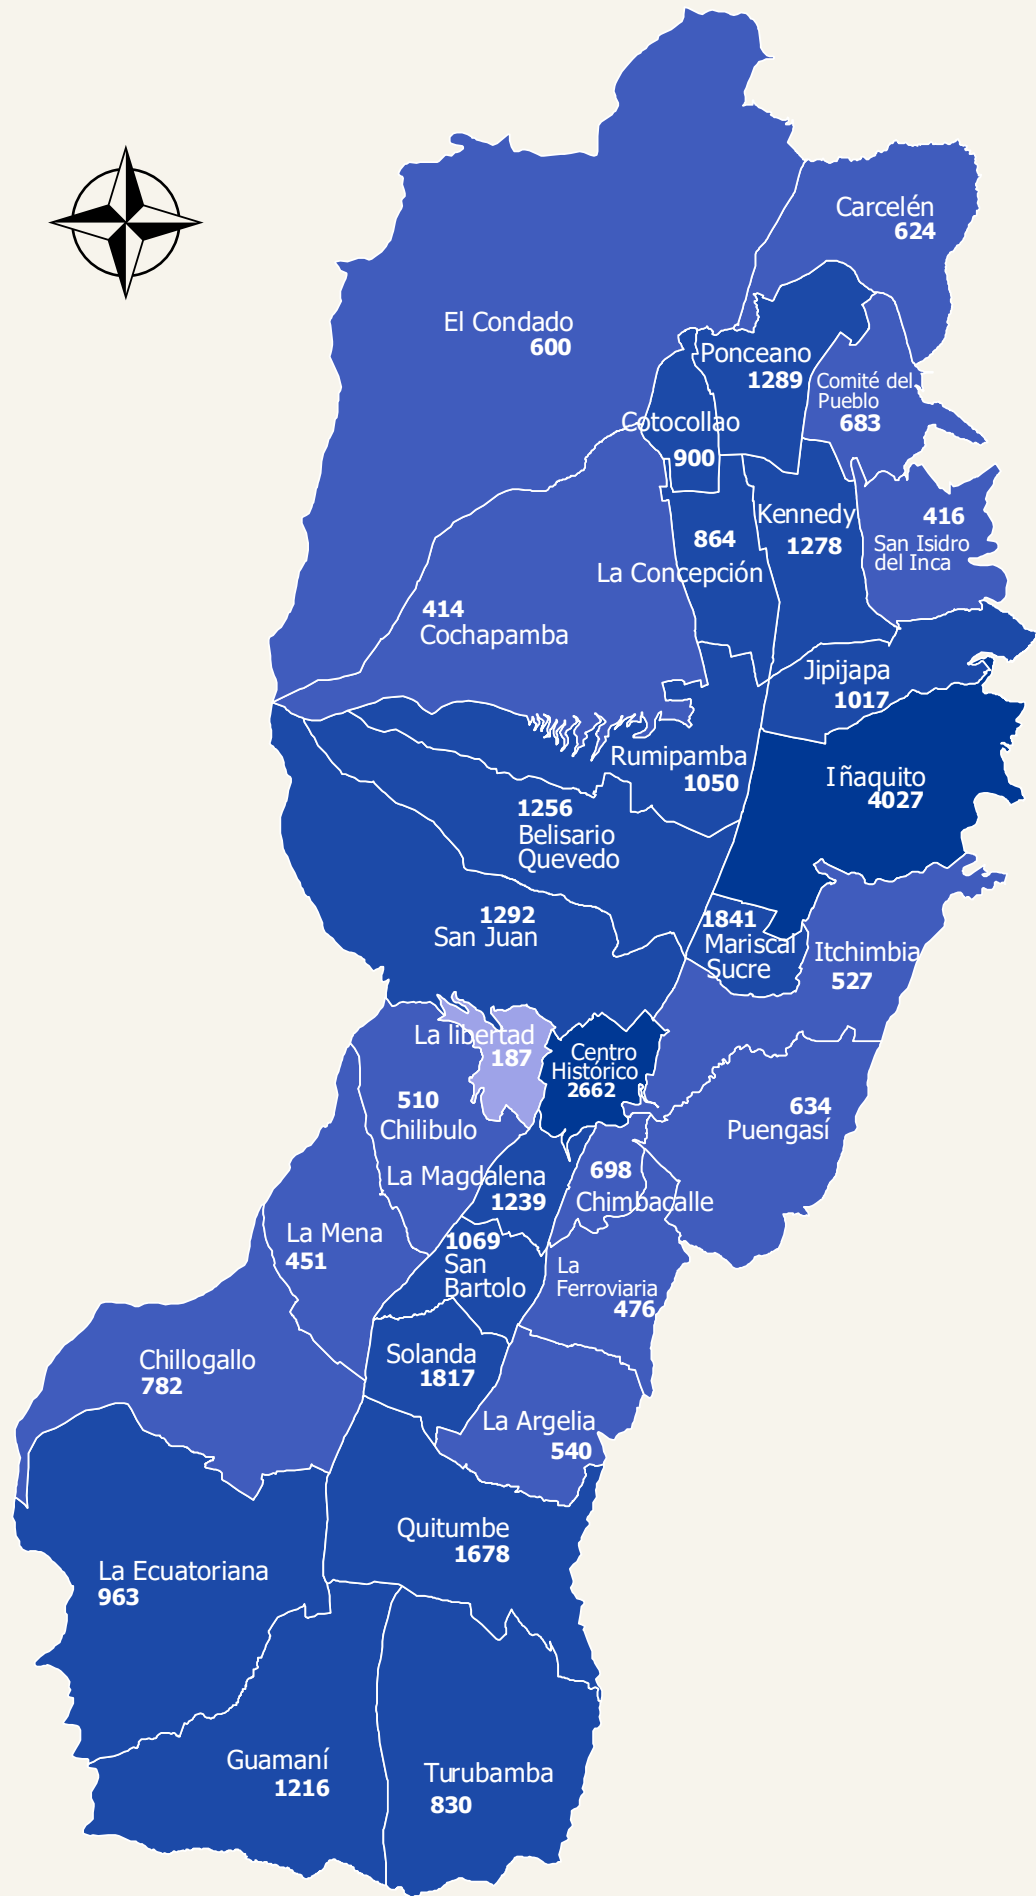 Carcelén
624
El Condado
600
Ponceano
1289
Comité del
Pueblo
683
Cotocollao
900
Kennedy
1278
416
San Isidro
del Inca
864
La Concepción
414
Cochapamba
Jipijapa
1017
Rumipamba
1050
Iñaquito
4027
1256
Belisario
Quevedo
1292
San Juan
1841
Mariscal
Sucre
Itchimbia
527
La libertad
187
Centro
Histórico
2662
510
Chilibulo
634
Puengasí
La Magdalena
1239
698
Chimbacalle
La Mena
451
1069
San
Bartolo
La
Ferroviaria
476
Chillogallo
782
Solanda
1817
La Argelia
540
Quitumbe
1678
La Ecuatoriana
963
Guamaní
1216
Turubamba
830